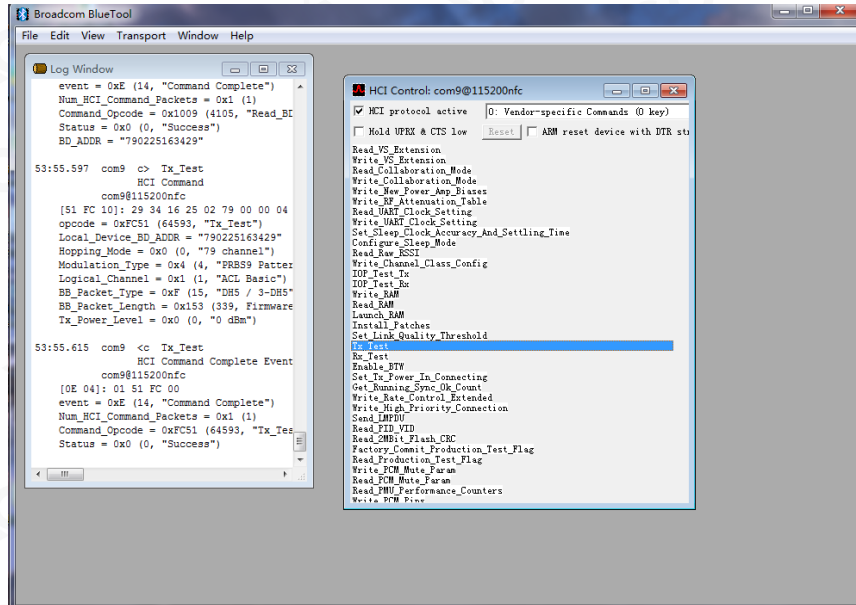 Broadcom BlueTool
File Edit View Transport Window Help
Log Window
event = 0xE (14, "Command Complete")
Num_HCI_Command_Packets = 0x1 (1)
Command_Opcode = 0x1009 (4105, "Read_BD
Status = 0x0 (0, "Success")
BD_ADDR = "790225163429"
53:55.597 com9 c> Tx_Test
HCI Command
com9@115200nfc
[51 FC 10]: 29 34 16 25 02 79 00 00 04
opcode = 0xFC51 (64593, "Tx_Test")
Local_Device_BD_ADDR = "790225163429"
Hopping_Mode = 0x0 (0, "79 channel")
Modulation_Type = 0x4 (4, "PRBS9 Patter
Logical_Channel = 0x1 (1, "ACL Basic")
BB_Packet_Type = 0xF (15, "DH5 / 3-DH5"
BB_Packet_Length = 0x153 (339, Firmware
Tx_Power_Level = 0x0 (0, "0 dBm")
53:55.615 com9 <c Tx_Test
HCI Command Complete Event
com9@115200nfc
[0E 04]: 01 51 FC 00
event = 0xE (14, "Command Complete")
Num_HCI_Command_Packets = 0x1 (1)
Command_Opcode = 0xFC51 (64593, "Tx_Tes
Status = 0x0 (0, "Success")
HCI Control: com9@115200nfc
HCI protocol active 0: Vendor-specific Commands (0 key)
Hold UPRX & CTS low Reset ARM reset device with DTR str
Read_VS_Extension
Write_VS_Extension
Read_Collaboration_Mode
Write_Collaboration_Mode
Write_New_Power_Amp_Biases
Write_RF_Attenuation_Table
Read_UART_Clock_Setting
Write_UART_Clock_Setting
Set_Sleep_Clock_Accuracy_And_Settling_Time
Configure_Sleep_Mode
Read_Raw_RSSI
Write_Channel_Class_Config
IOP_Test_Tx
IOP_Test_Rx
Write_RAM
Read_RAM
Launch_RAM
Install_Patches
Set_Link_Quality_Threshold
Tx_Test
Rx_Test
Enable_BTW
Set_Tx_Power_In_Connecting
Get_Running_Sync_Ok_Count
Write_Rate_Control_Extended
Write_High_Priority_Connection
Send_LMPDU
Read_PID_VID
Read_2MBit_Flash_CRC
Factory_Commit_Production_Test_Flag
Read_Production_Test_Flag
Write_PCM_Mute_Param
Read_PCM_Mute_Param
Read_PMU_Performance_Counters
Write_PCM_Pins